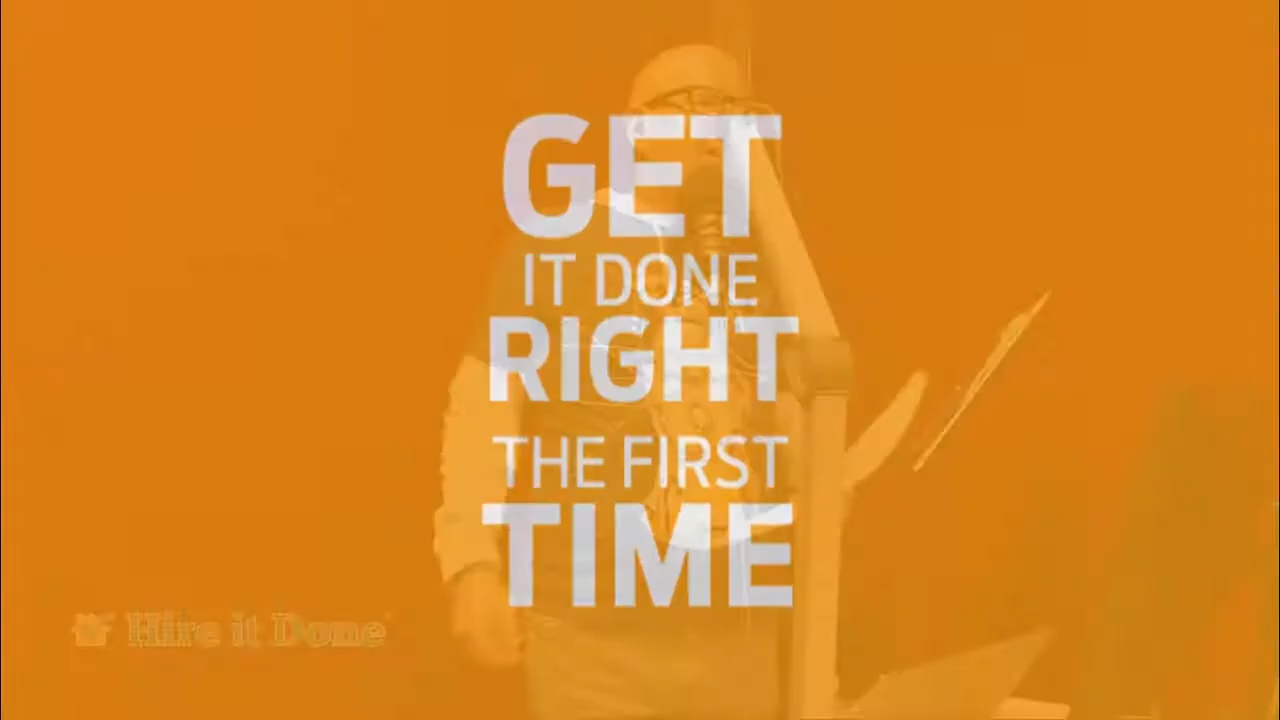 GET
IT DONE
RIGHT
THE FIRST
TIME
Hire it Done